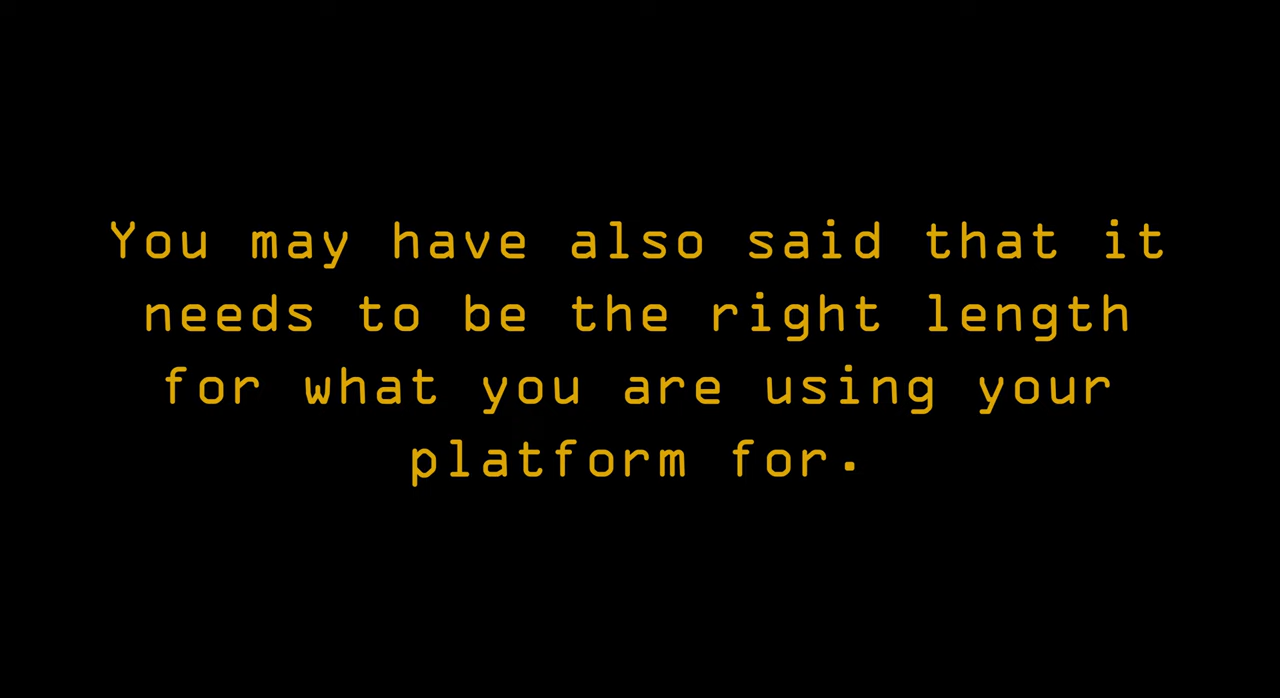 You may have also said that it
needs to be the right length
for what you are using your
platform for.